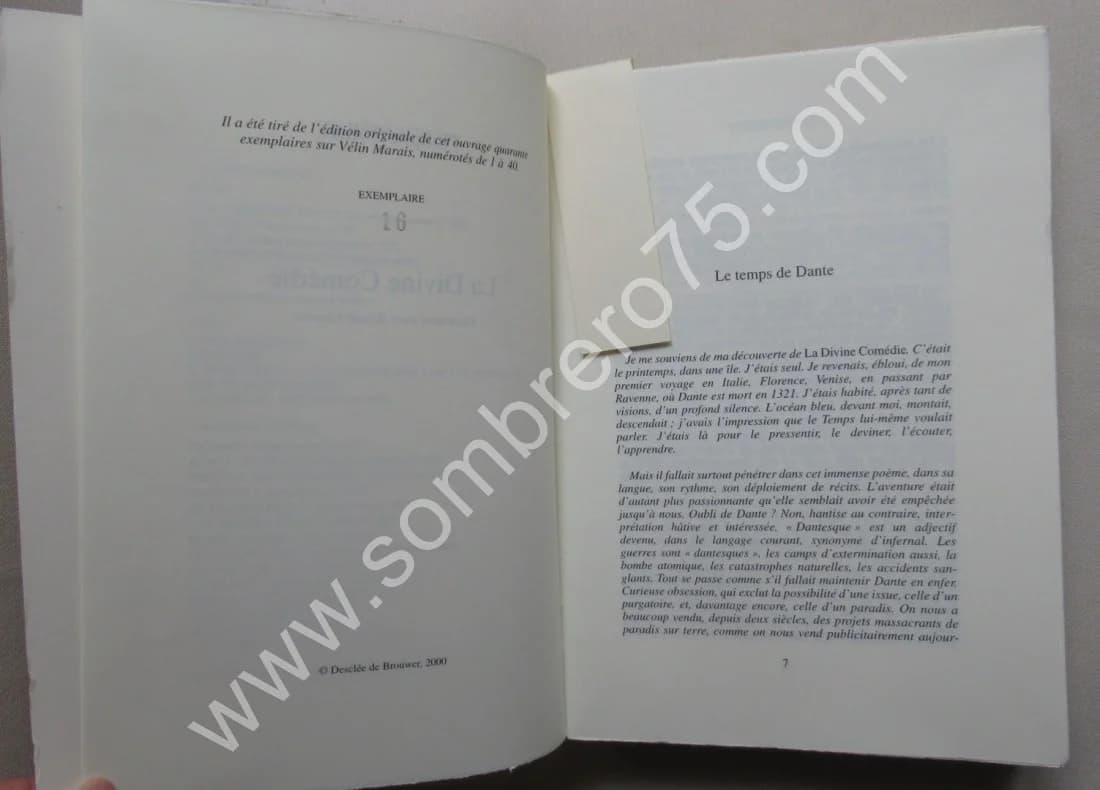 Il a été tiré de l'édition originale de cet ouvrage quarante
exemplaires sur Vélin Marais, numérotés de 1 à 40.
EXEMPLAIRE
16
La Divine Comédie
© Desclée de Brouwer, 2000
Le temps de Dante
Je me souviens de ma découverte de La Divine Comédie. C'était
le printemps, dans une île. J'étais seul. Je revenais, ébloui, de mon
premier voyage en Italie, Florence, Venise, en passant par
Ravenne, où Dante est mort en 1321. J'étais habité, après tant de
visions, d'un profond silence. L'océan bleu, devant moi, montait,
descendait ; j'avais l'impression que le Temps lui-même voulait
parler. J'étais là pour le pressentir, le deviner, l'écouter,
l'apprendre.
Mais il fallait surtout pénétrer dans cet immense poème, dans sa
langue, son rythme, son déploiement de récits. L'aventure était
d'autant plus passionnante qu'elle semblait avoir été empêchée
jusqu'à nous. Oubli de Dante ? Non, hantise au contraire, inter-
prétation hâtive et intéressée. « Dantesque » est un adjectif
devenu, dans le langage courant, synonyme d'infernal. Les
guerres sont « dantesques », les camps d'extermination aussi, la
bombe atomique, les catastrophes naturelles, les accidents san-
glants. Tout se passe comme s'il fallait maintenir Dante en enfer.
Curieuse obsession, qui exclut la possibilité d'une issue, celle d'un
purgatoire, et, davantage encore, celle d'un paradis. On nous a
beaucoup vendu, depuis deux siècles, des projets massacrants de
paradis sur terre, comme on nous vend publicitairement aujour-
7
www.sombrero75.com